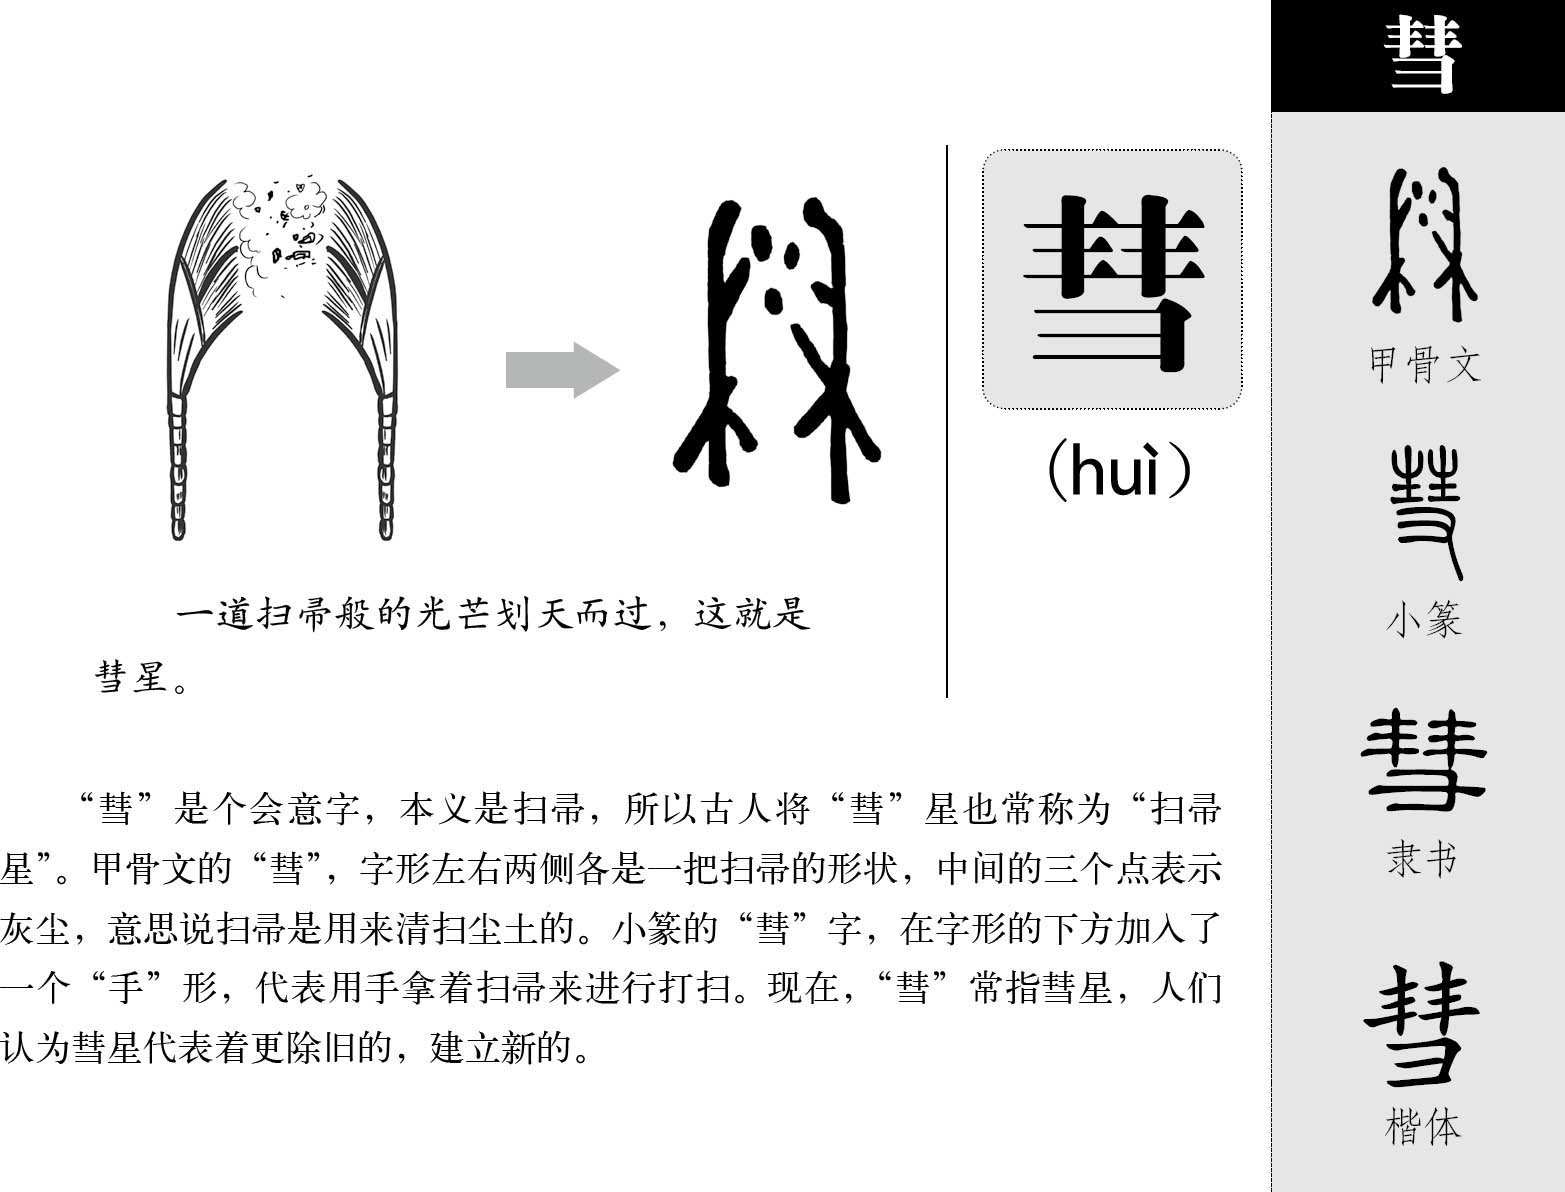 彗
(huì)
一道扫帚般的光芒划天而过，这就是
彗星。
“彗”是个会意字，本义是扫帚，所以古人将“彗”星也常称为“扫帚
星”。甲骨文的“彗”，字形左右两侧各是一把扫帚的形状，中间的三个点表示
灰尘，意思说扫帚是用来清扫尘土的。小篆的“彗”字，在字形的下方加入了
一个“手”形，代表用手拿着扫帚来进行打扫。现在，“彗”常指彗星，人们
认为彗星代表着更除旧的，建立新的。
彗
甲骨文
彗
小篆
彗
隶书
彗
楷体